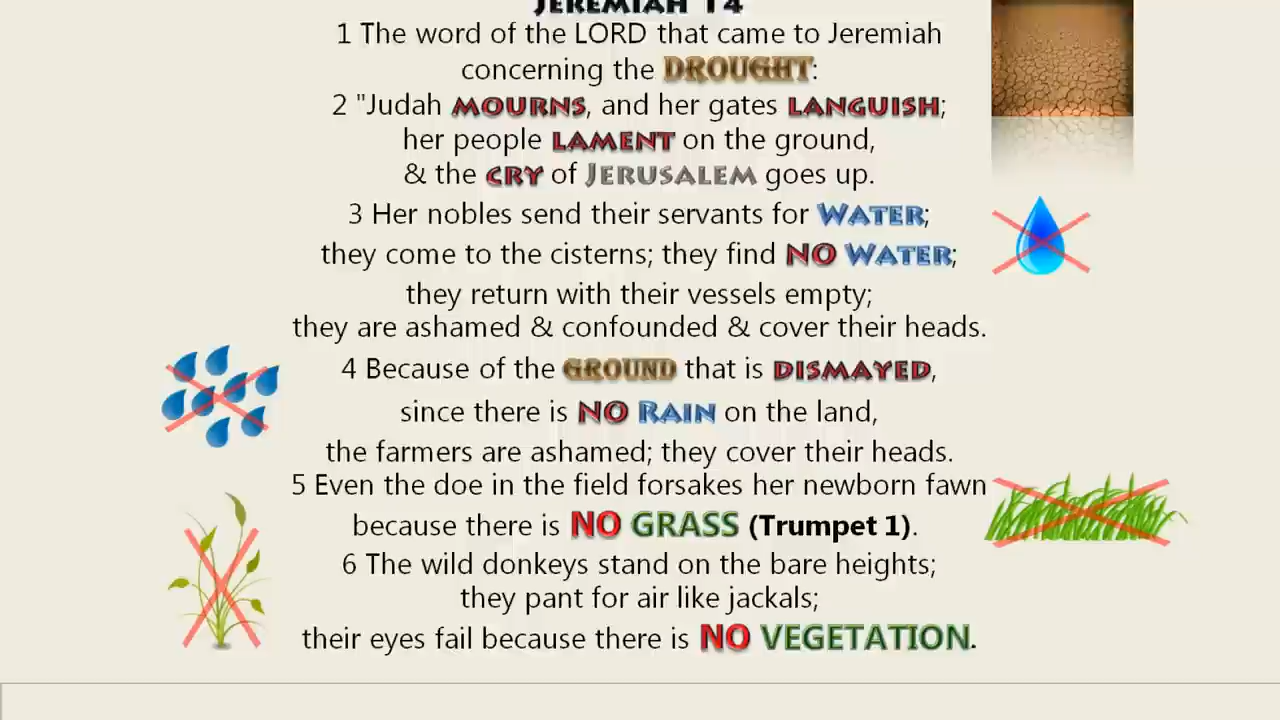 JEREMIAH 14
1 The word of the LORD that came to Jeremiah
concerning the DROUGHT:
2 "Judah MOURNS, and her gates LANGUISH;
her people LAMENT on the ground,
& the CRY of JERUSALEM goes up.
3 Her nobles send their servants for WATER;
they come to the cisterns; they find NO WATER;
they return with their vessels empty;
they are ashamed & confounded & cover their heads.
4 Because of the GROUND that is DISMAYED,
since there is NO RAIN on the land,
the farmers are ashamed; they cover their heads.
5 Even the doe in the field forsakes her newborn fawn
because there is NO GRASS (Trumpet 1).
6 The wild donkeys stand on the bare heights;
they pant for air like jackals;
their eyes fail because there is NO VEGETATION.